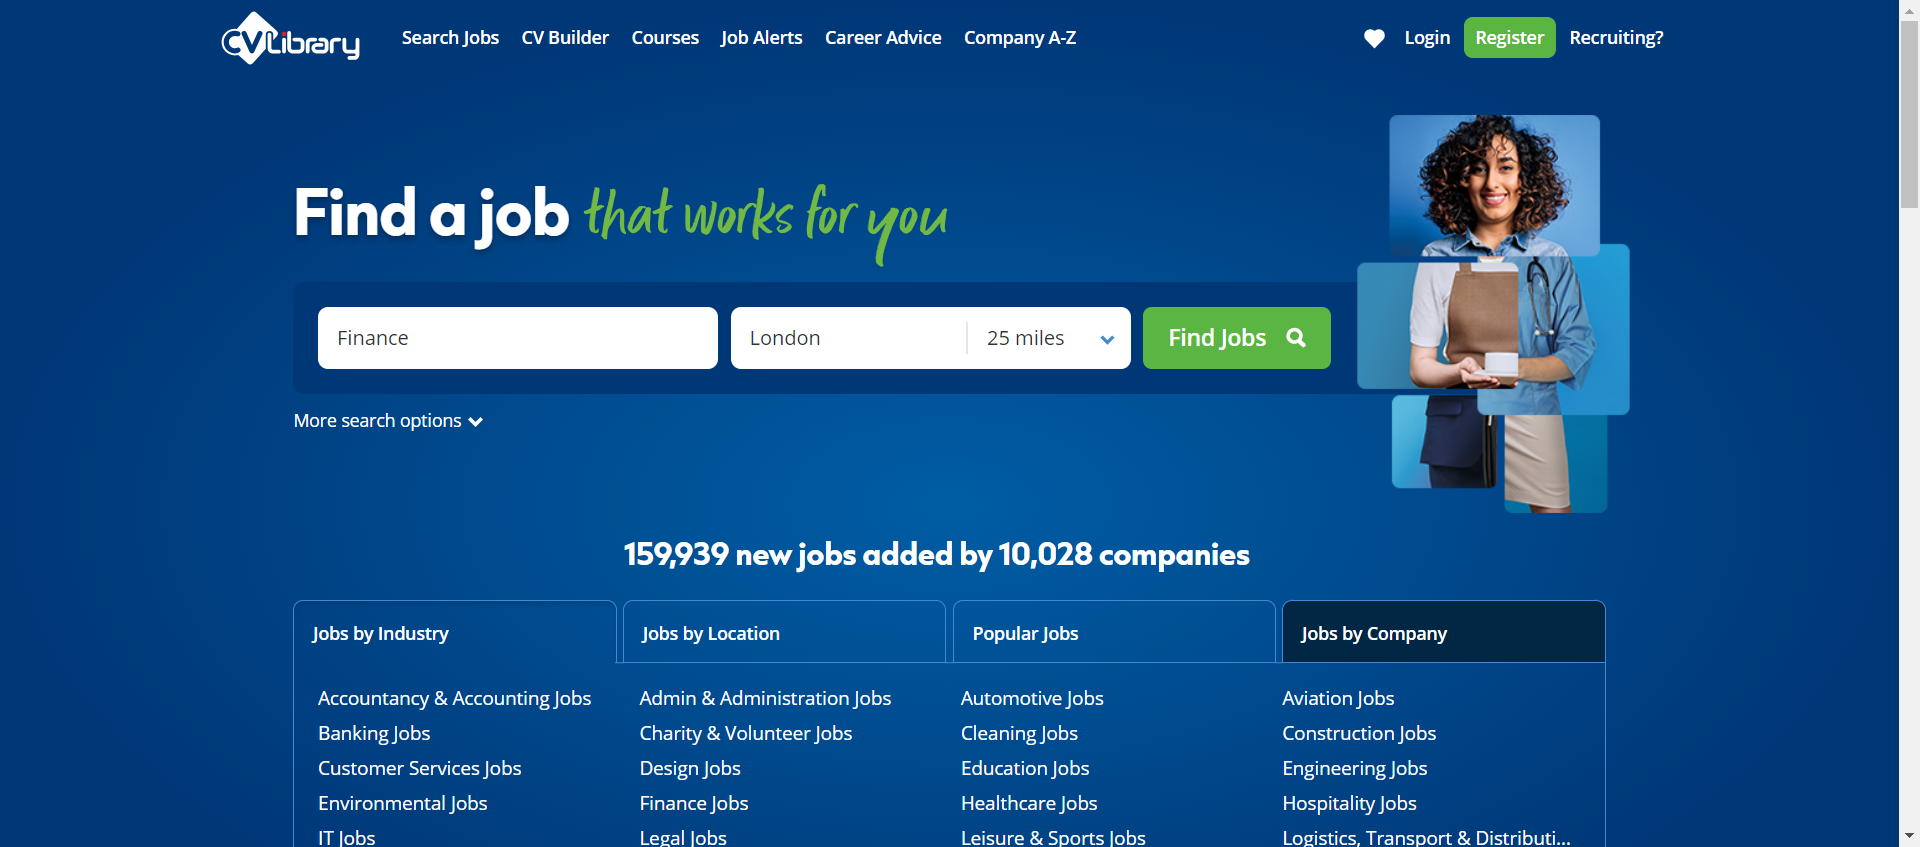 CV Library
Search Jobs CV Builder Courses Job Alerts Career Advice Company A-Z Login Register Recruiting?
Find a job that works for you
Finance London 25 miles Find Jobs
More search options
159,939 new jobs added by 10,028 companies
Jobs by Industry Jobs by Location Popular Jobs Jobs by Company
Accountancy & Accounting Jobs Admin & Administration Jobs Automotive Jobs Aviation Jobs
Banking Jobs Charity & Volunteer Jobs Cleaning Jobs Construction Jobs
Customer Services Jobs Design Jobs Education Jobs Engineering Jobs
Environmental Jobs Finance Jobs Healthcare Jobs Hospitality Jobs
IT Jobs Legal Jobs Leisure & Sports Jobs Logistics, Transport & Distributi...